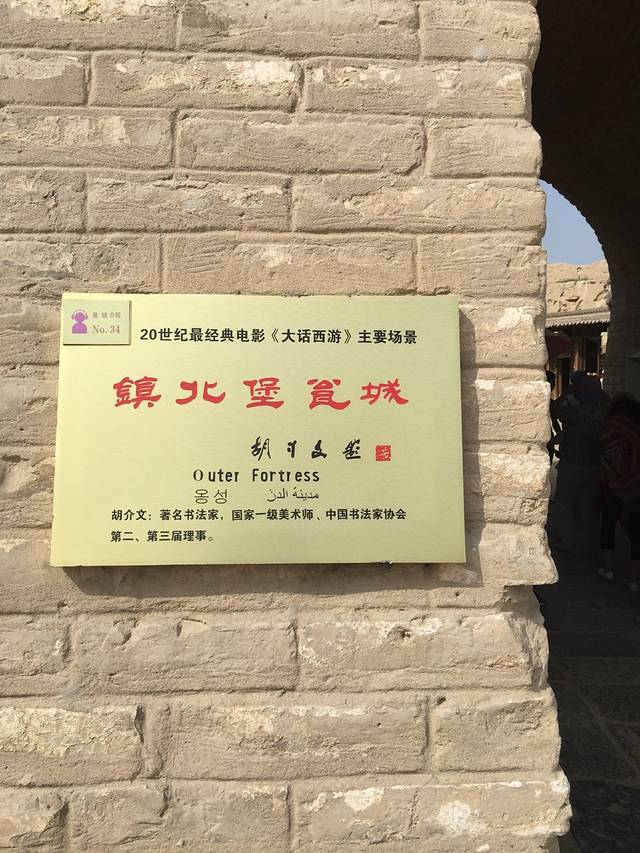 瓮城介绍
No. 34
20世纪最经典电影《大话西游》主要场景
鎮北堡瓮城
胡介文题
Outer Fortress
옹성 مدينة الدن
胡介文：著名书法家，国家一级美术师、中国书法家协会
第二、第三届理事。